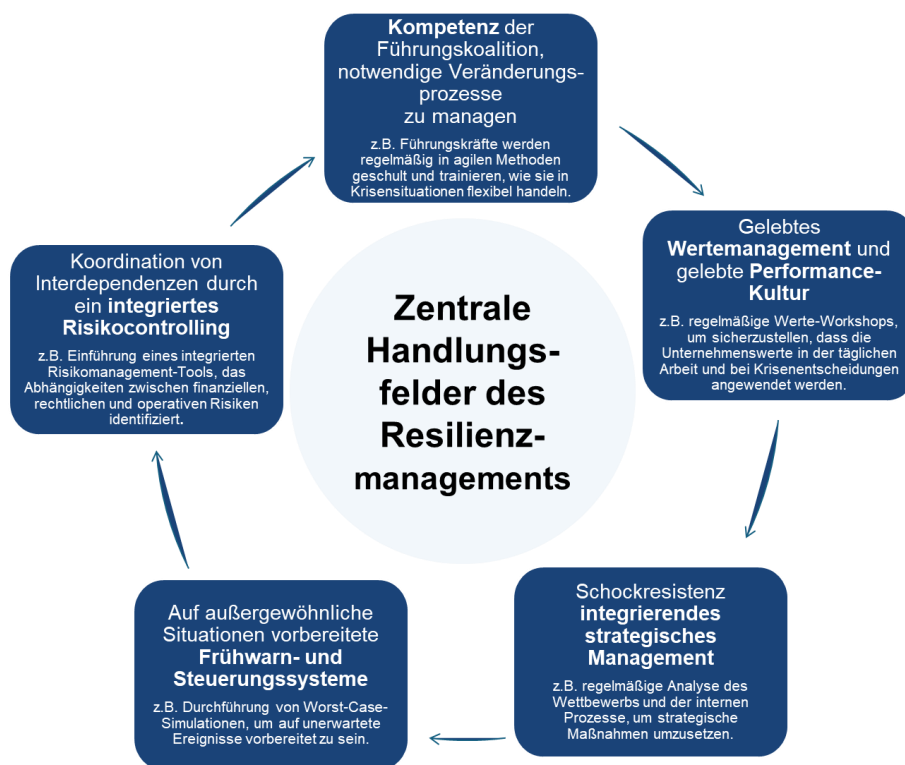 Kompetenz der
Führungskoalition,
notwendige Veränderungs-
prozesse
zu managen
z.B. Führungskräfte werden
regelmäßig in agilen Methoden
geschult und trainieren, wie sie in
Krisensituationen flexibel handeln.
Gelebtes
Wertemanagement und
gelebte Performance-
Kultur
z.B. regelmäßige Werte-Workshops,
um sicherzustellen, dass die
Unternehmenswerte in der täglichen
Arbeit und bei Krisenentscheidungen
angewendet werden.
Schockresistenz
integrierendes
strategisches
Management
z.B. regelmäßige Analyse des
Wettbewerbs und der internen
Prozesse, um strategische
Maßnahmen umzusetzen.
Auf außergewöhnliche
Situationen vorbereitete
Frühwarn- und
Steuerungssysteme
z.B. Durchführung von Worst-Case-
Simulationen, um auf unerwartete
Ereignisse vorbereitet zu sein.
Koordination von
Interdependenzen durch
ein integriertes
Risikocontrolling
z.B. Einführung eines integrierten
Risikomanagement-Tools, das
Abhängigkeiten zwischen finanziellen,
rechtlichen und operativen Risiken
identifiziert.
Zentrale
Handlungs-
felder des
Resilienz-
managements